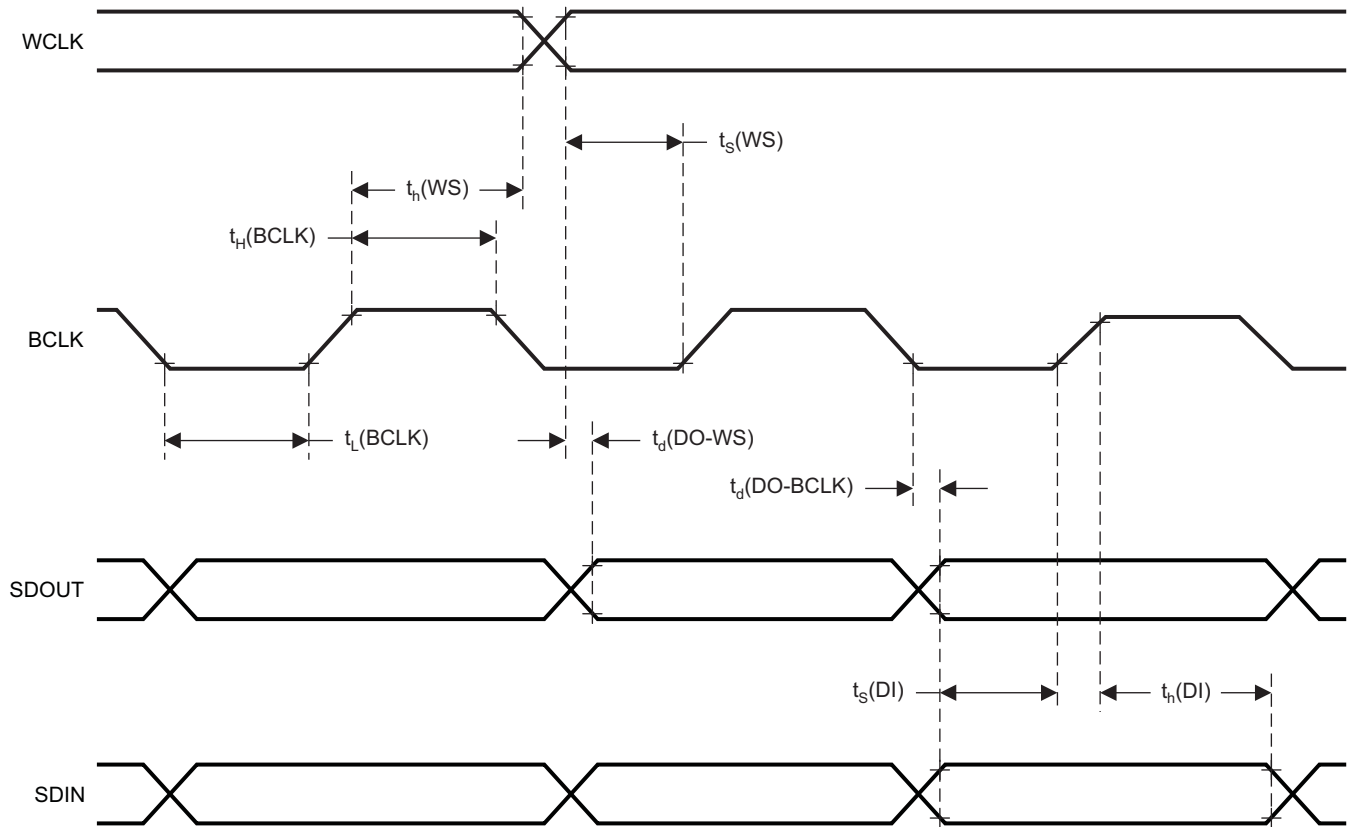 WCLK
tS(WS)
th(WS)
tH(BCLK)
BCLK
tL(BCLK)
td(DO-WS)
td(DO-BCLK)
SDOUT
tS(DI)
th(DI)
SDIN